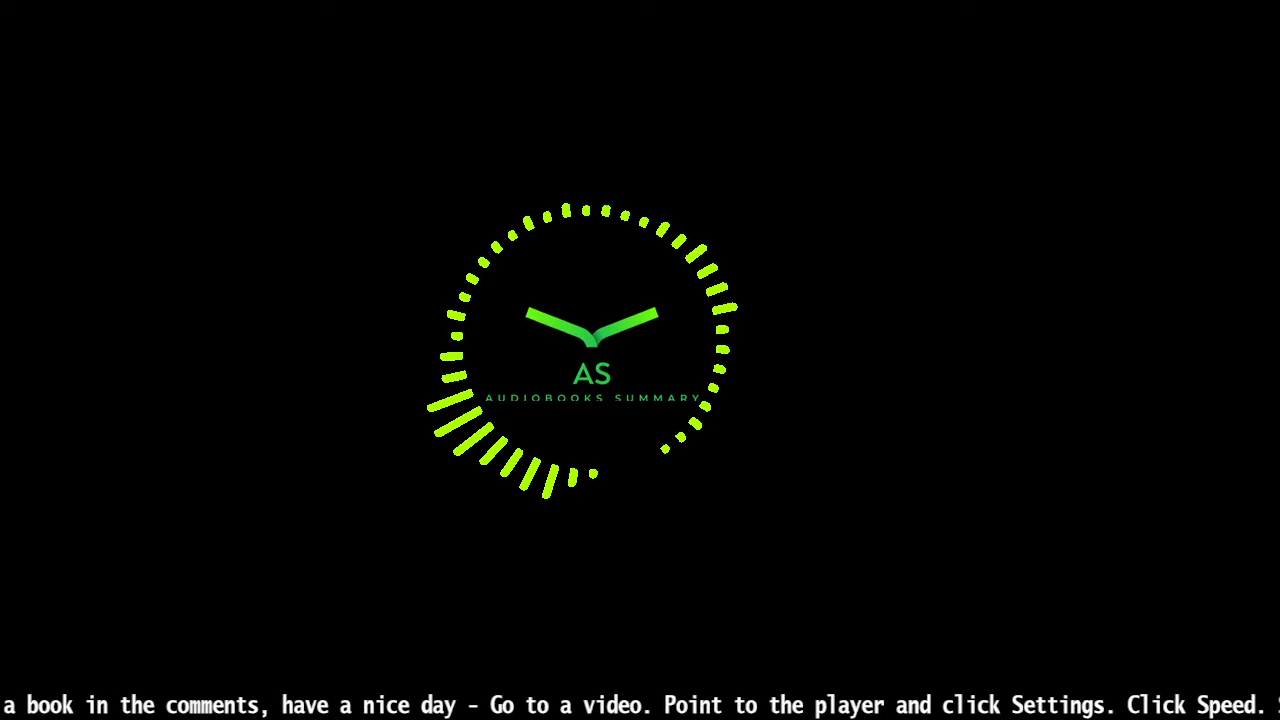 AS
AUDIOBOOKS SUMMARY
a book in the comments, have a nice day - Go to a video. Point to the player and click Settings. Click Speed.